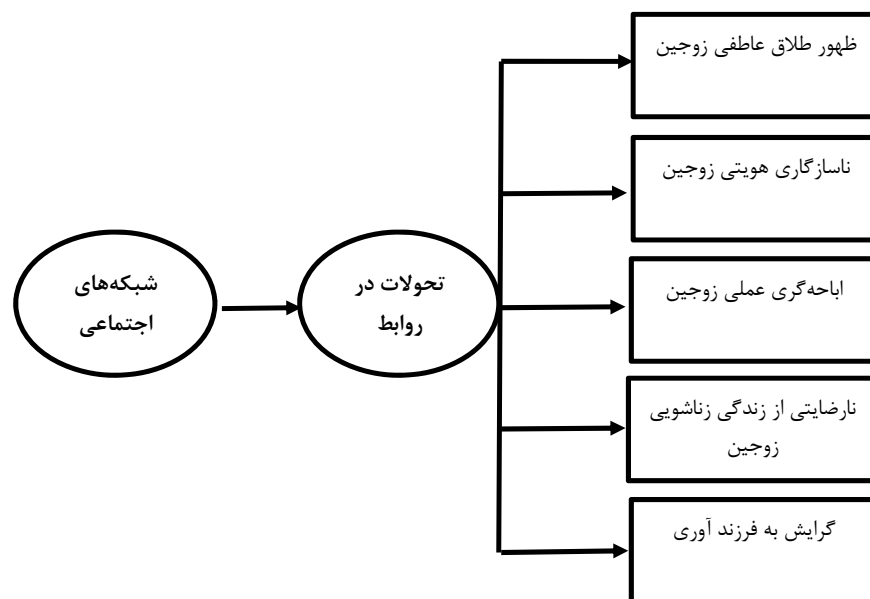 ظهور طلاق عاطفی زوجین
ناسازگاری هویتی زوجین
اباحه‌گری عملی زوجین
نارضایتی از زندگی زناشویی
زوجین
گرایش به فرزند آوری
تحولات در
روابط
شبکه‌های
اجتماعی